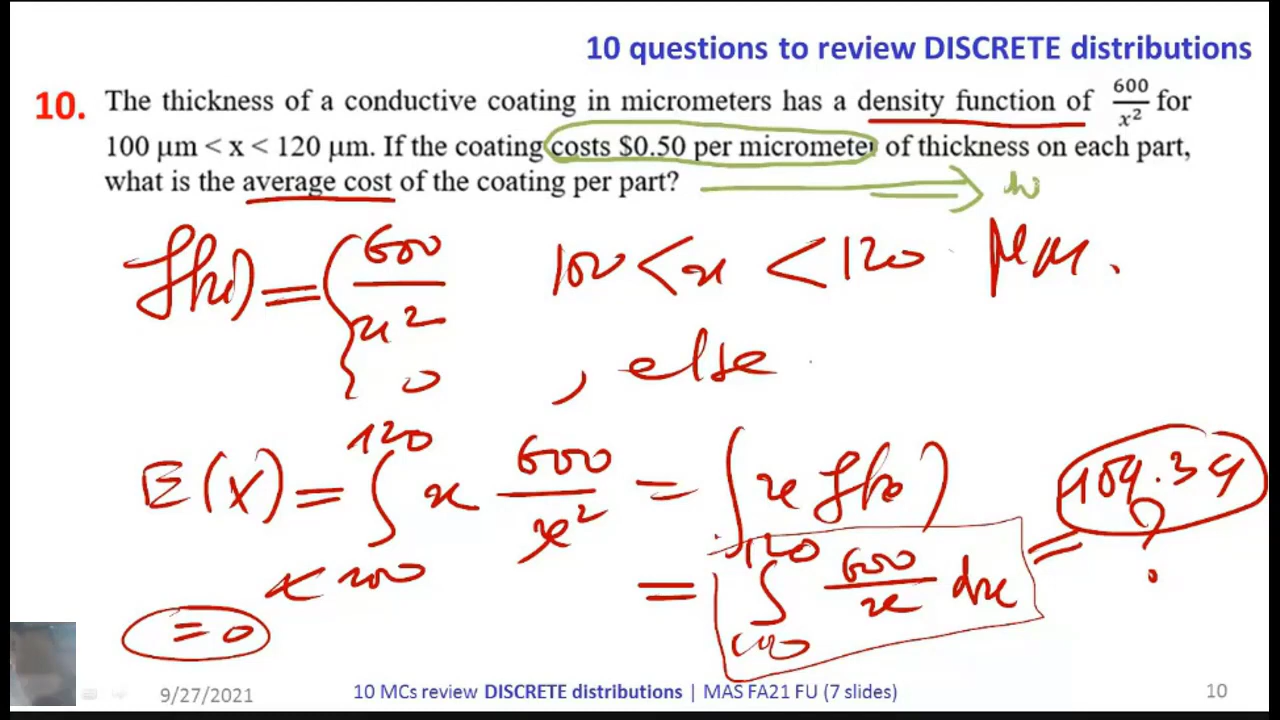 10 questions to review DISCRETE distributions
10. The thickness of a conductive coating in micrometers has a density function of 600/x² for
100 μm < x < 120 μm. If the coating costs $0.50 per micrometer of thickness on each part,
what is the average cost of the coating per part?
f(x) = { 600/x² 100 < x < 120 μm.
0 , else
E(X) = ∫ 120 100 x 600/x² = ∫ x f(x)
= ∫ 120 100 600/x dx = 109.39
?
= 0
9/27/2021 10 MCs review DISCRETE distributions | MAS FA21 FU (7 slides) 10